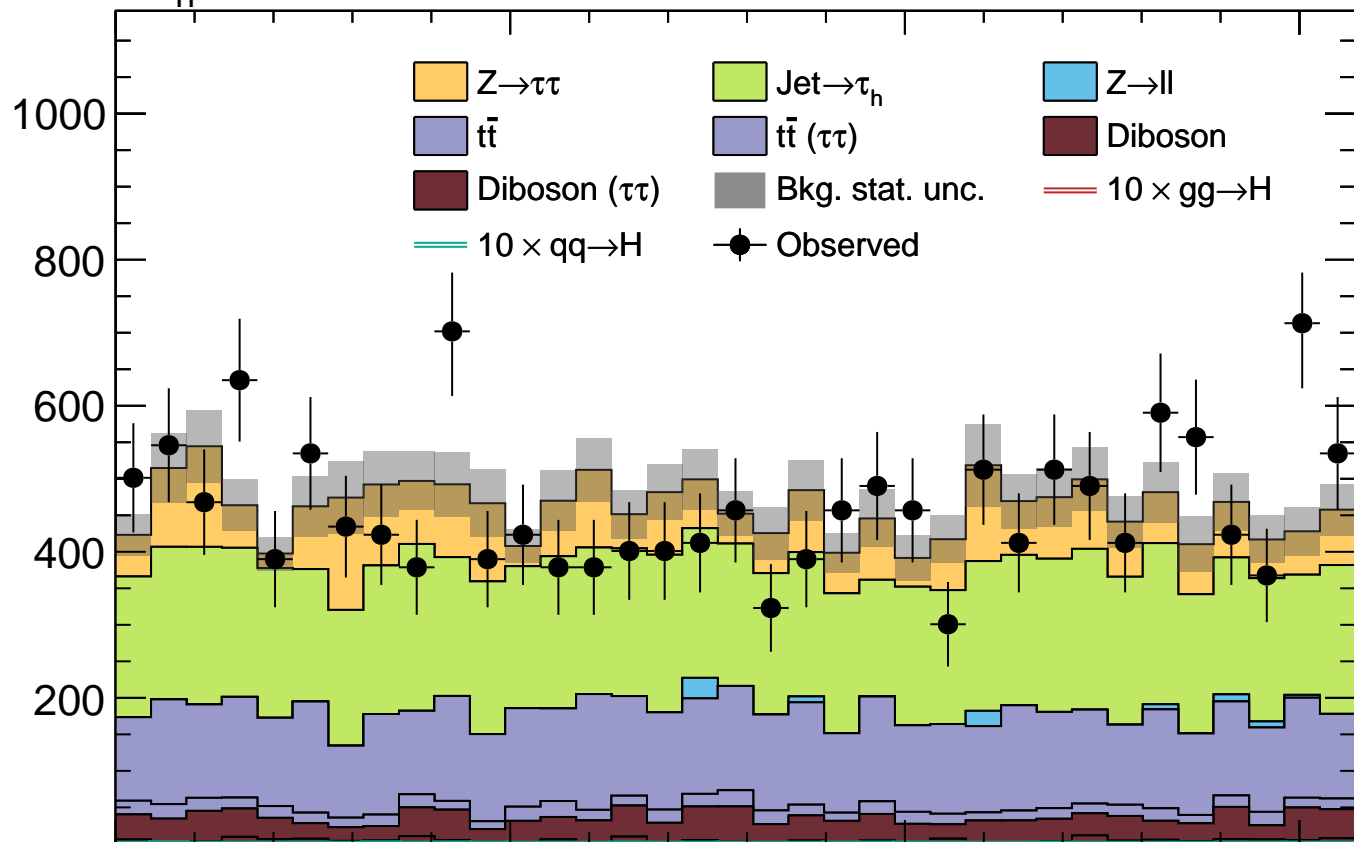 1000
800
600
400
200
Z→ττ Jet→τₕ Z→ll
tt̄ tt̄ (ττ) Diboson
Diboson (ττ) Bkg. stat. unc. 10 × gg→H
10 × qq→H Observed